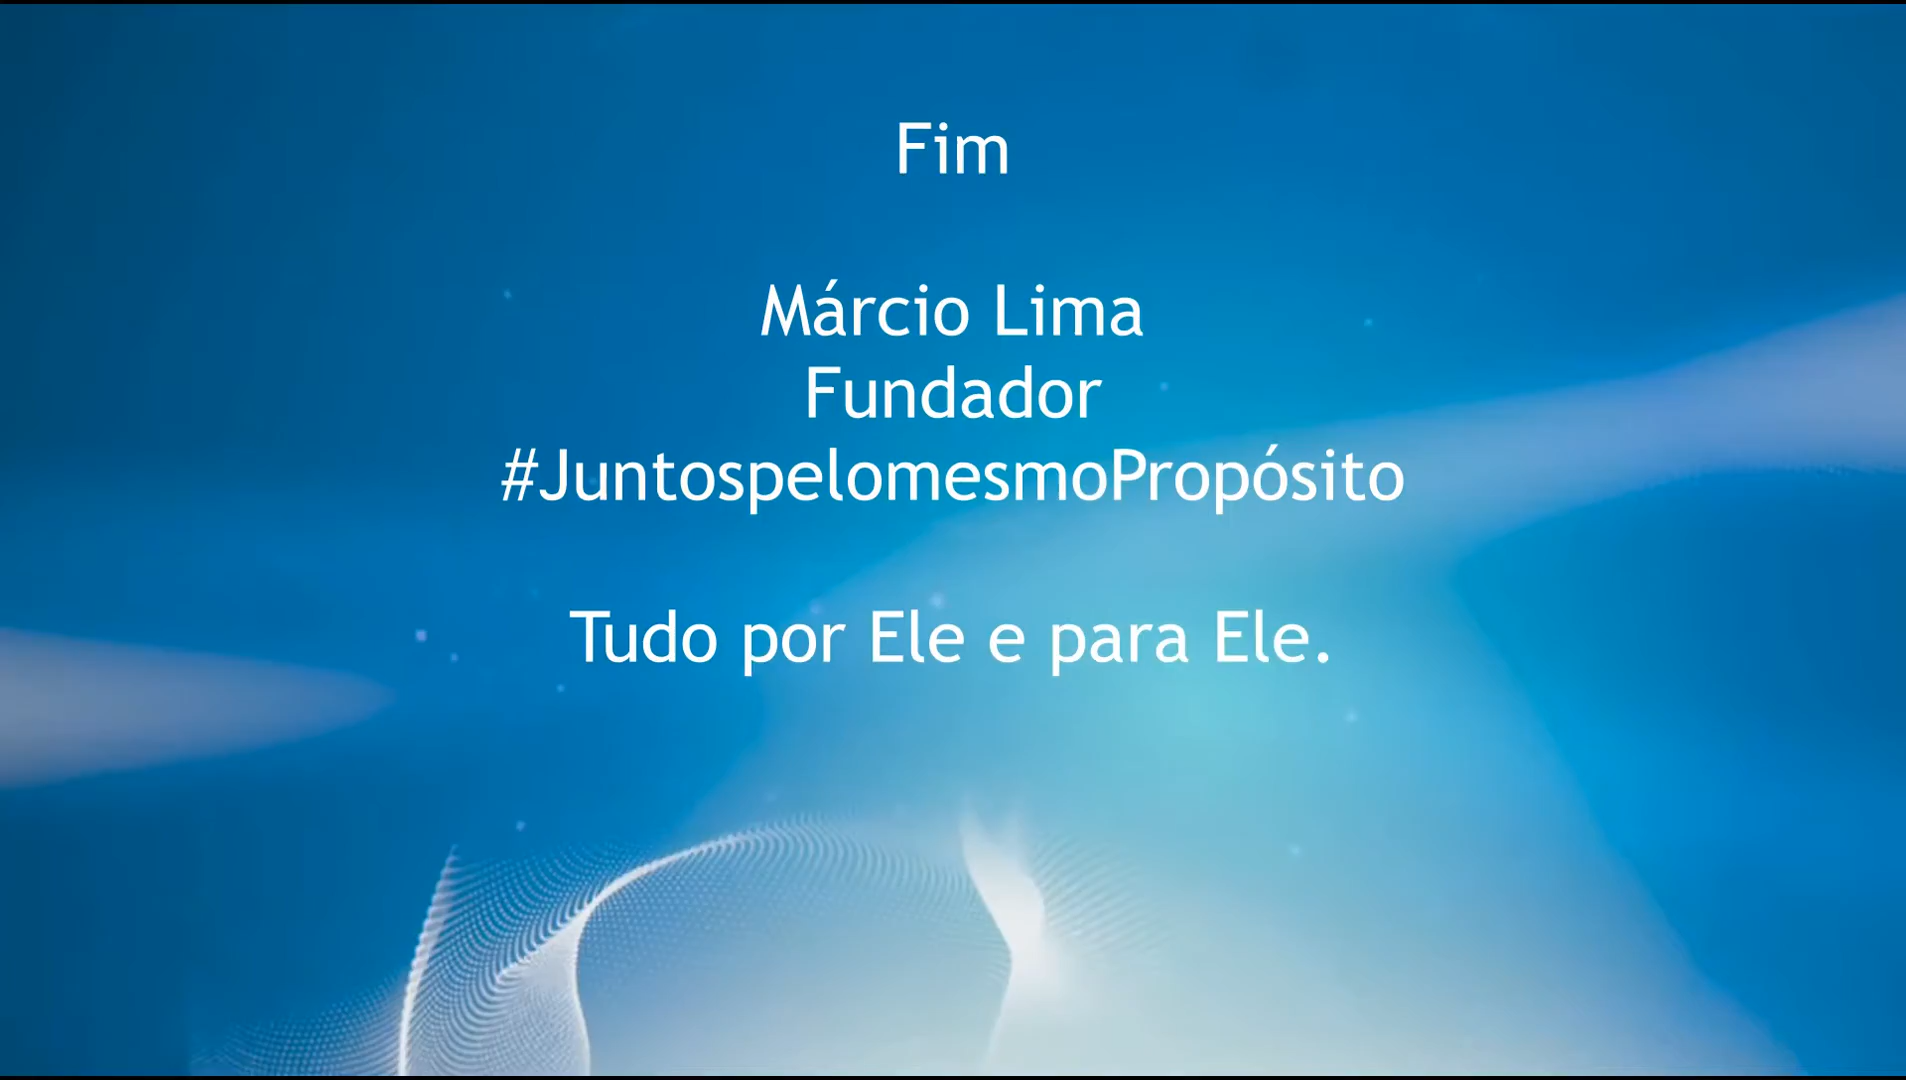 Fim
Márcio Lima
Fundador
#JuntospelomesmoPropósito
Tudo por Ele e para Ele.